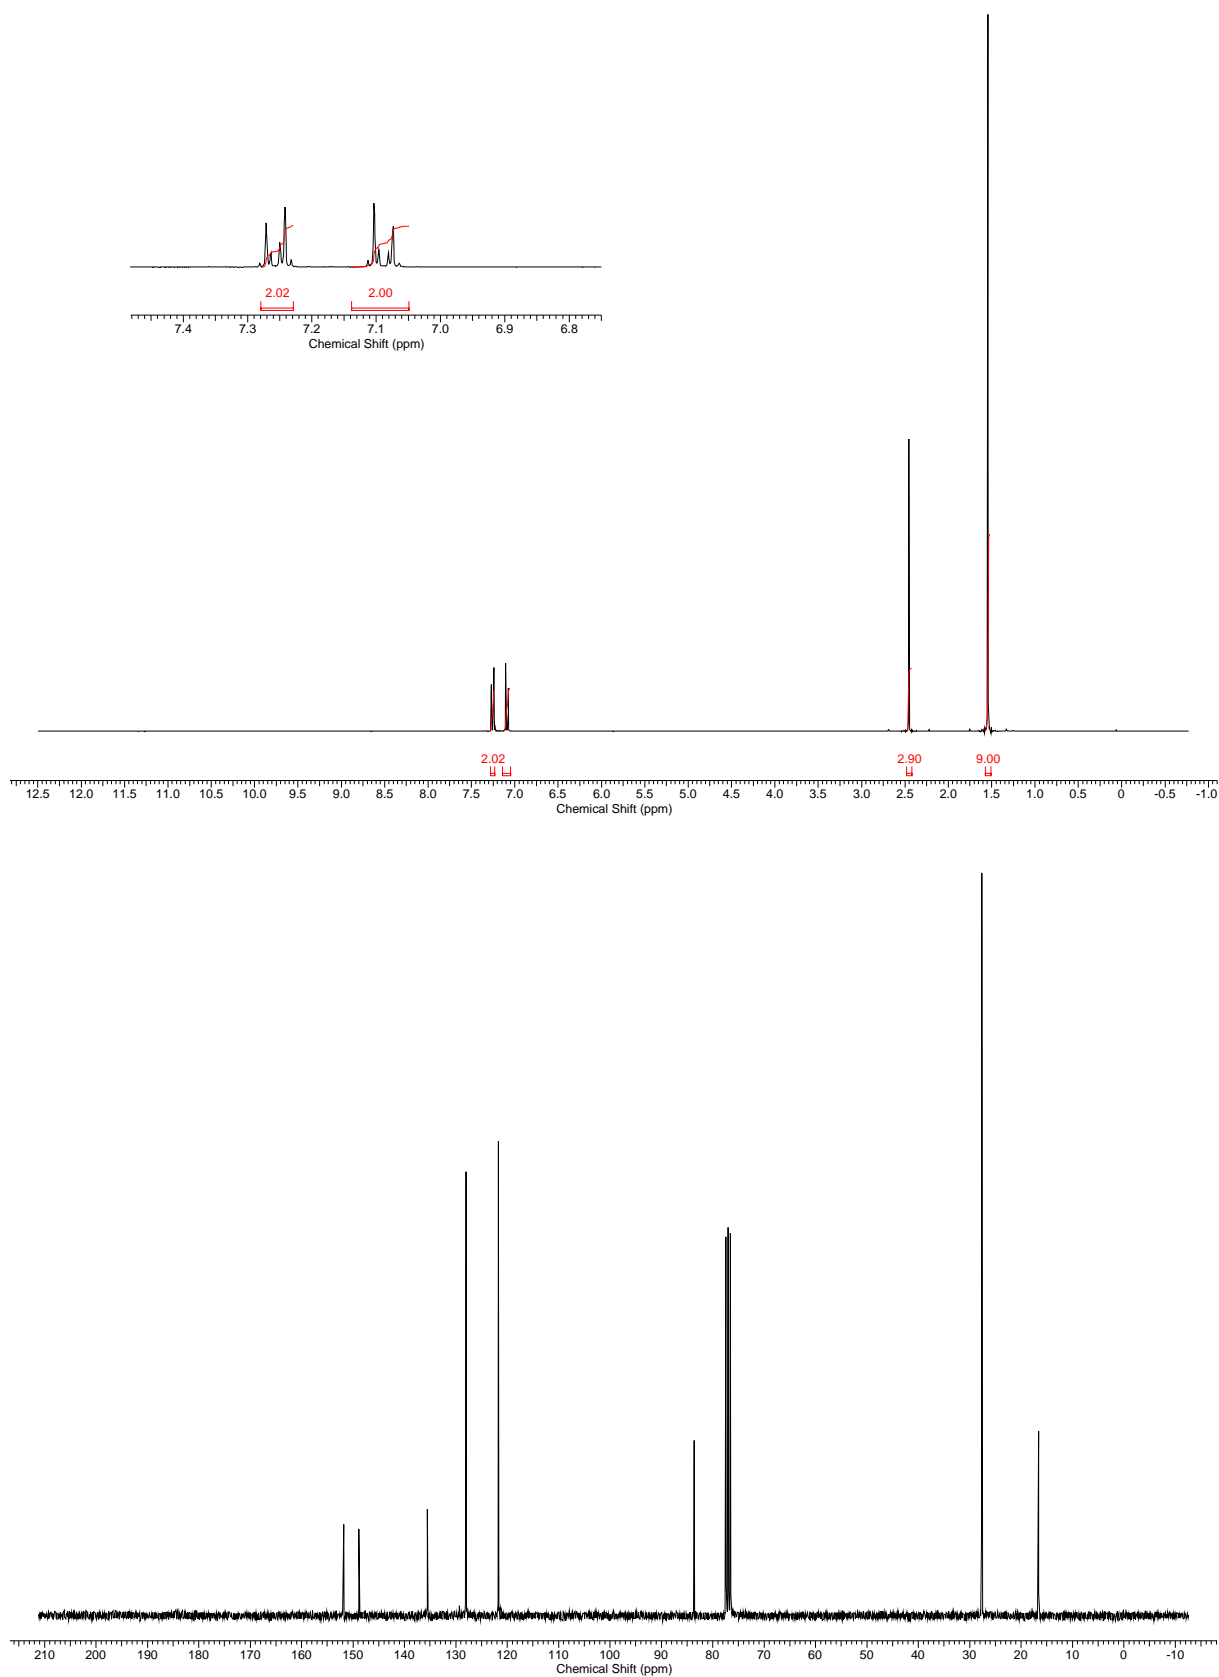 2.02 2.00
7.4 7.3 7.2 7.1 7.0 6.9 6.8
Chemical Shift (ppm)
2.02 2.90 9.00
12.5 12.0 11.5 11.0 10.5 10.0 9.5 9.0 8.5 8.0 7.5 7.0 6.5 6.0 5.5 5.0 4.5 4.0 3.5 3.0 2.5 2.0 1.5 1.0 0.5 0 -0.5 -1.0
Chemical Shift (ppm)
210 200 190 180 170 160 150 140 130 120 110 100 90 80 70 60 50 40 30 20 10 0 -10
Chemical Shift (ppm)